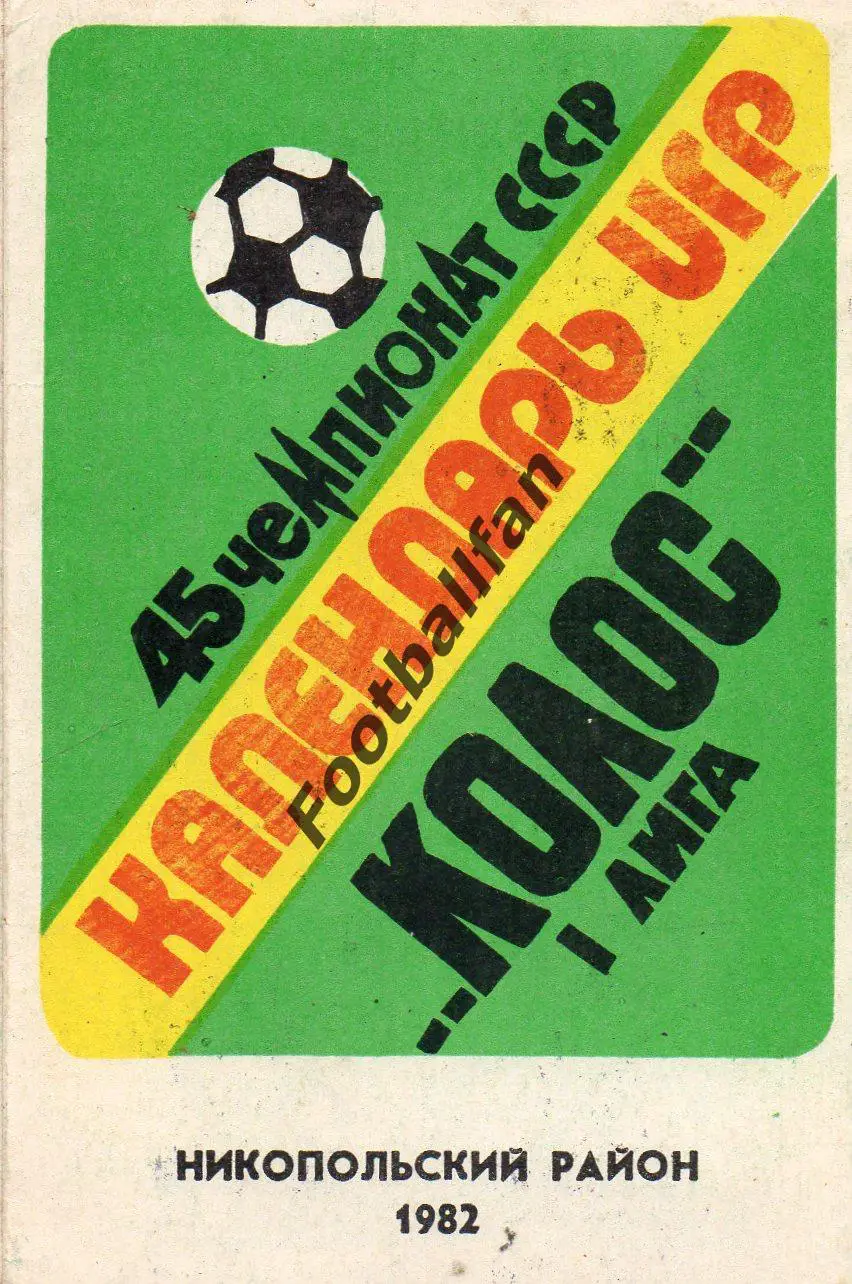 45 ЧЕМПИОНАТ СССР
КАЛЕНДАРЬ ИГР
Footballfan
„КОЛОС“
I ЛИГА
НИКОПОЛЬСКИЙ РАЙОН
1982